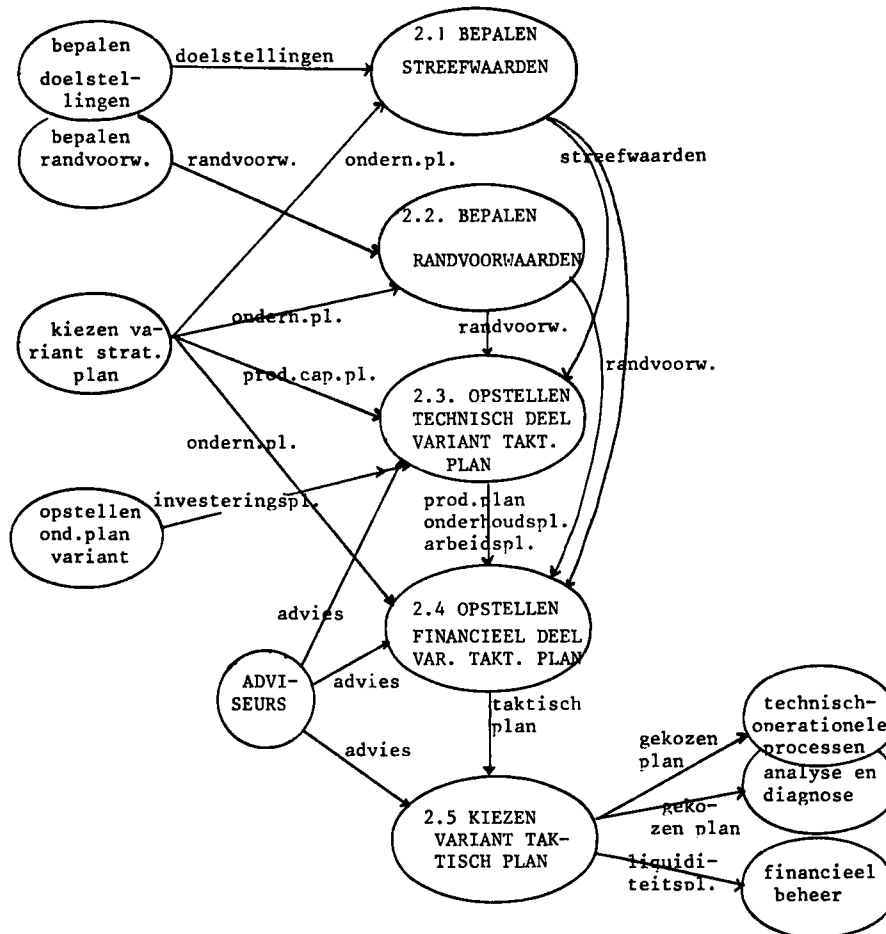 bepalen
doelstel-
lingen
doelstellingen
2.1 BEPALEN
STREEFWAARDEN
bepalen
randvoorw.
randvoorw.
ondern.pl.
streefwaarden
2.2. BEPALEN
RANDVOORWAARDEN
kiezen va-
riant strat.
plan
ondern.pl.
randvoorw.
randvoorw.
prod.cap.pl.
2.3. OPSTELLEN
TECHNISCH DEEL
VARIANT TAKT.
PLAN
ondern.pl.
opstellen
ond.plan
variant
investeringspl.
prod.plan
onderhoudspl.
arbeidspl.
advies
2.4 OPSTELLEN
FINANCIEEL DEEL
VAR. TAKT. PLAN
ADVI-
SEURS
advies
taktisch
plan
advies
gekozen
plan
technisch-
operationele
processen
2.5 KIEZEN
VARIANT TAK-
TISCH PLAN
geko-
zen plan
analyse en
diagnose
liquidi-
teitspl.
financieel
beheer